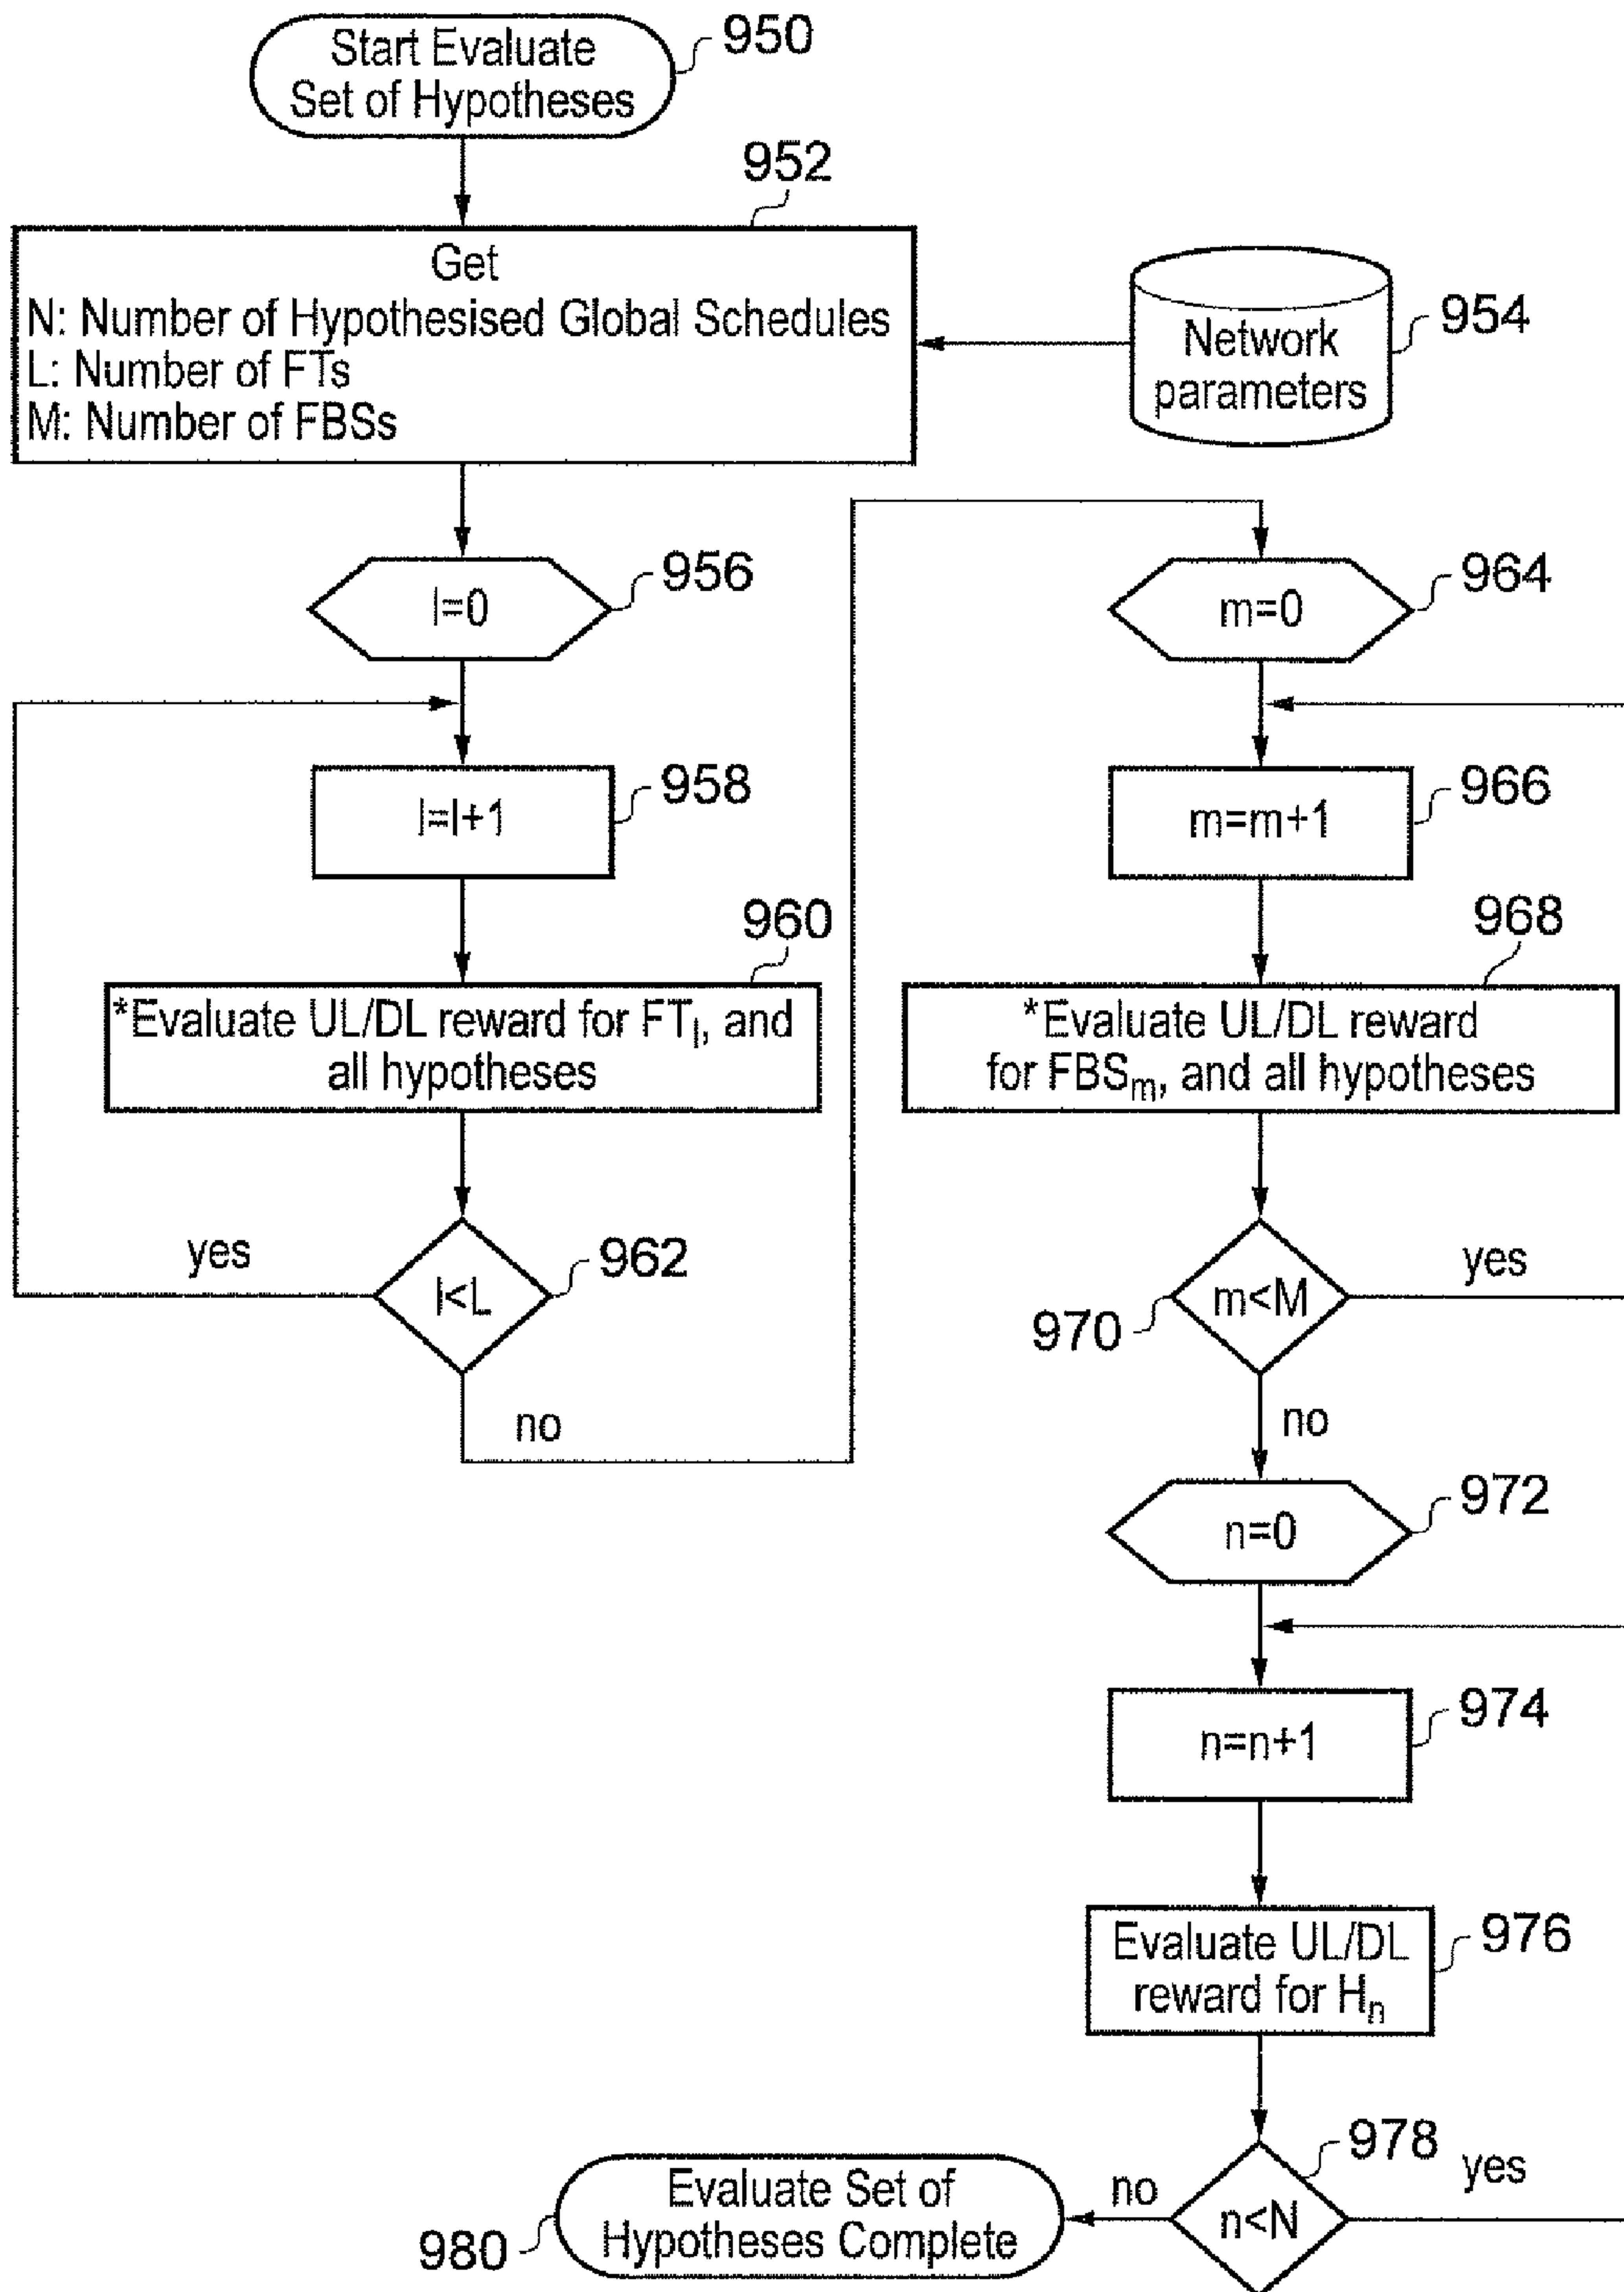 Start Evaluate
Set of Hypotheses
950
952
Get
N: Number of Hypothesised Global Schedules
L: Number of FTs
M: Number of FBSs
Network
parameters
954
l=0
956
l=l+1
958
960
*Evaluate UL/DL reward for FTl, and
all hypotheses
yes
l<L
962
no
m=0
964
m=m+1
966
968
*Evaluate UL/DL reward
for FBSm, and all hypotheses
970
m<M
yes
no
n=0
972
n=n+1
974
Evaluate UL/DL
reward for Hn
976
978
n<N
yes
no
Evaluate Set of
Hypotheses Complete
980